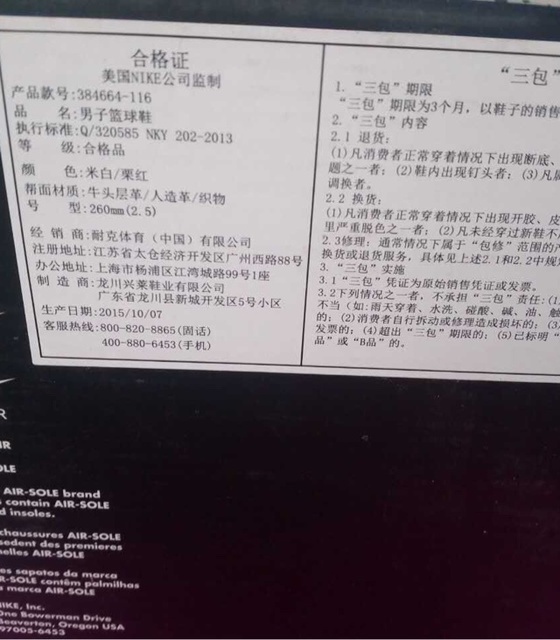 合格证
美国NIKE公司监制
产品款号:384664-116
品 名:男子篮球鞋
执行标准:Q/320585 NKY 202-2013
等 级:合格品
颜 色:米白/栗红
帮面材质:牛头层革/人造革/织物
号 型:260mm(2.5)
经 销 商:耐克体育（中国）有限公司
注册地址:江苏省太仓经济开发区广州西路88号
办公地址:上海市杨浦区江湾城路99号1座
制 造 商:龙川兴莱鞋业有限公司
广东省龙川县新城开发区5号小区
生产日期:2015/10/07
客服热线:800-820-8865(固话)
400-880-6453(手机)
“三包”
1. “三包”期限
“三包”期限为3个月，以鞋子的销售
2. “三包”内容
2.1 退货:
(1)凡消费者正常穿着情况下出现断底、
题之一者; (2)鞋内出现钉头者; (3)凡属
调换者。
2.2 换货:
(1)凡消费者正常穿着情况下出现开胶、皮
里严重脱色之一者; (2)凡未经穿过新鞋不
2.3修理: 通常情况下属于“包修”范围的
换货或退货服务, 具体见上述2.1和2.2中规
3. “三包”实施
3.1“三包”凭证为原始销售凭证或发票。
3.2下列情况之一者, 不承担“三包”责任:(1
不当(如:雨天穿着、水洗、碰酸、碱、油、触
的; (2)消费者自行拆动或修理造成损坏的; (3
发票的; (4)超出“三包”期限的; (5)已标明“
品”或“B品”的。
R
IR
OLE
AIR-SOLE brand
contain AIR-SOLE
d insoles.
chaussures AIR-SOLE
sedent des premieres
nelles AIR-SOLE
es sapatos da marca
R-SOLE contêm palmilhas
a marca AIR-SOLE
NIKE, Inc.
One Bowerman Drive
Beaverton, Oregon USA
97005-6453